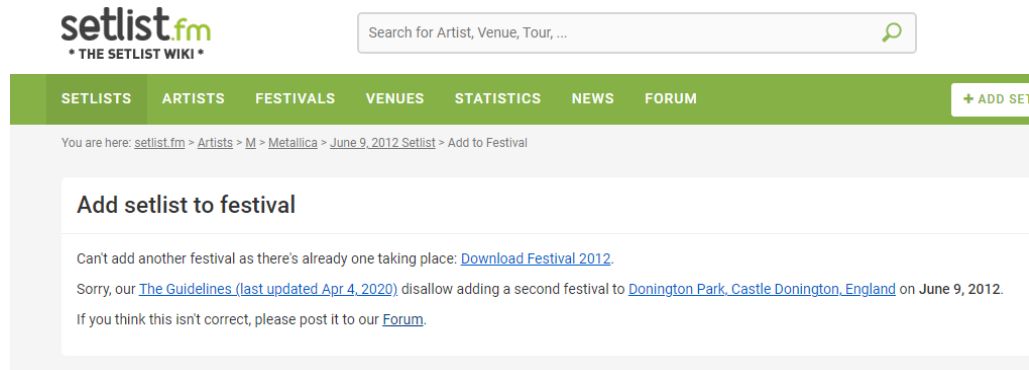 setlist.fm
* THE SETLIST WIKI *
Search for Artist, Venue, Tour, ...
SETLISTS ARTISTS FESTIVALS VENUES STATISTICS NEWS FORUM + ADD SET
You are here: setlist.fm > Artists > M > Metallica > June 9, 2012 Setlist > Add to Festival
Add setlist to festival
Can't add another festival as there's already one taking place: Download Festival 2012.
Sorry, our The Guidelines (last updated Apr 4, 2020) disallow adding a second festival to Donington Park, Castle Donington, England on June 9, 2012.
If you think this isn't correct, please post it to our Forum.